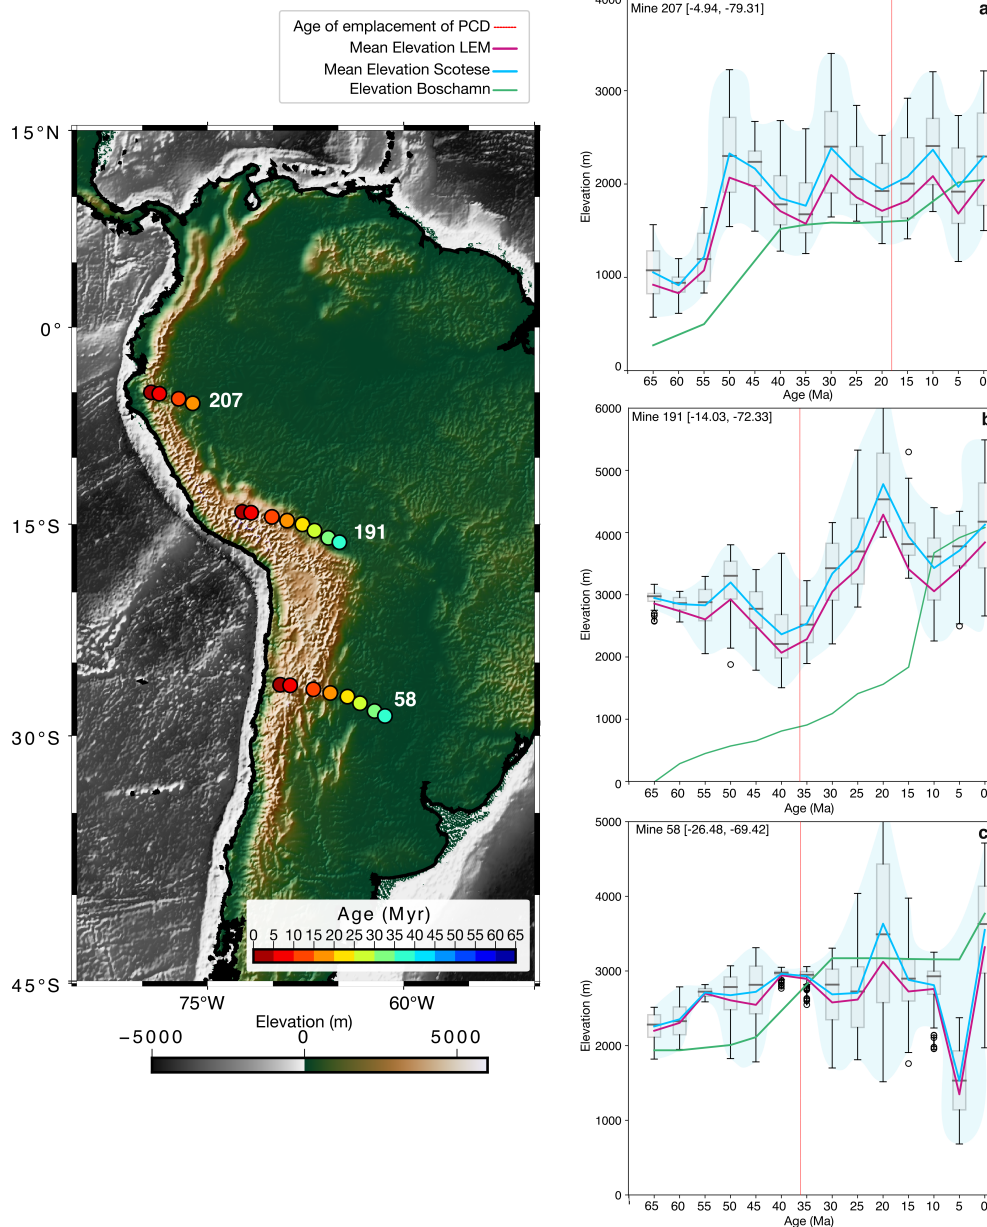 Age of emplacement of PCD
Mean Elevation LEM
Mean Elevation Scotese
Elevation Boschamn
15°N
0°
15°S
30°S
45°S
75°W
60°W
207
191
58
Age (Myr)
0 5 10 15 20 25 30 35 40 45 50 55 60 65
Elevation (m)
−5000 0 5000
Mine 207 [-4.94, -79.31]
a
4000
3000
2000
1000
0
Elevation (m)
65 60 55 50 45 40 35 30 25 20 15 10 5 0
Age (Ma)
Mine 191 [-14.03, -72.33]
b
6000
5000
4000
3000
2000
1000
0
Elevation (m)
65 60 55 50 45 40 35 30 25 20 15 10 5 0
Age (Ma)
Mine 58 [-26.48, -69.42]
c
5000
4000
3000
2000
1000
0
Elevation (m)
65 60 55 50 45 40 35 30 25 20 15 10 5 0
Age (Ma)